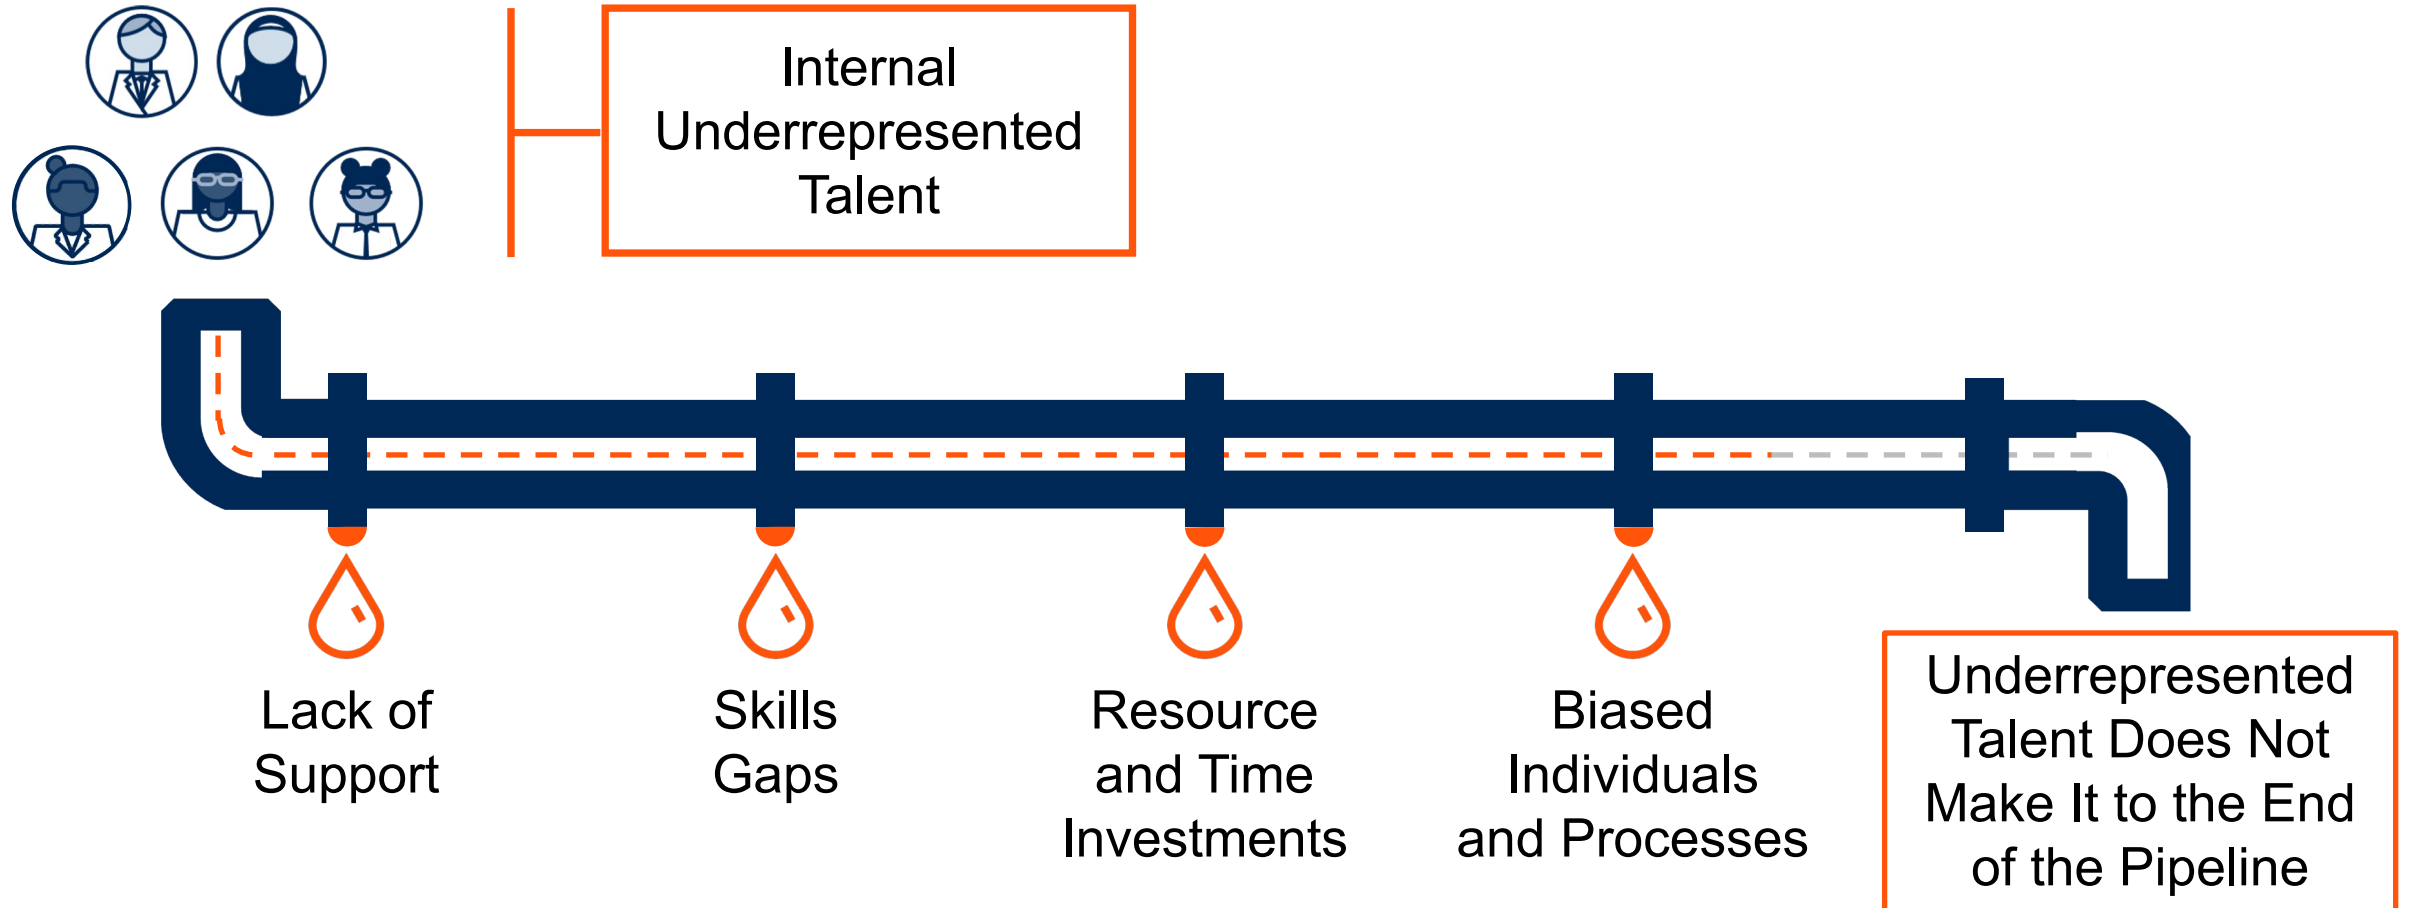 Internal
Underrepresented
Talent
Lack of
Support
Skills
Gaps
Resource
and Time
Investments
Biased
Individuals
and Processes
Underrepresented
Talent Does Not
Make It to the End
of the Pipeline